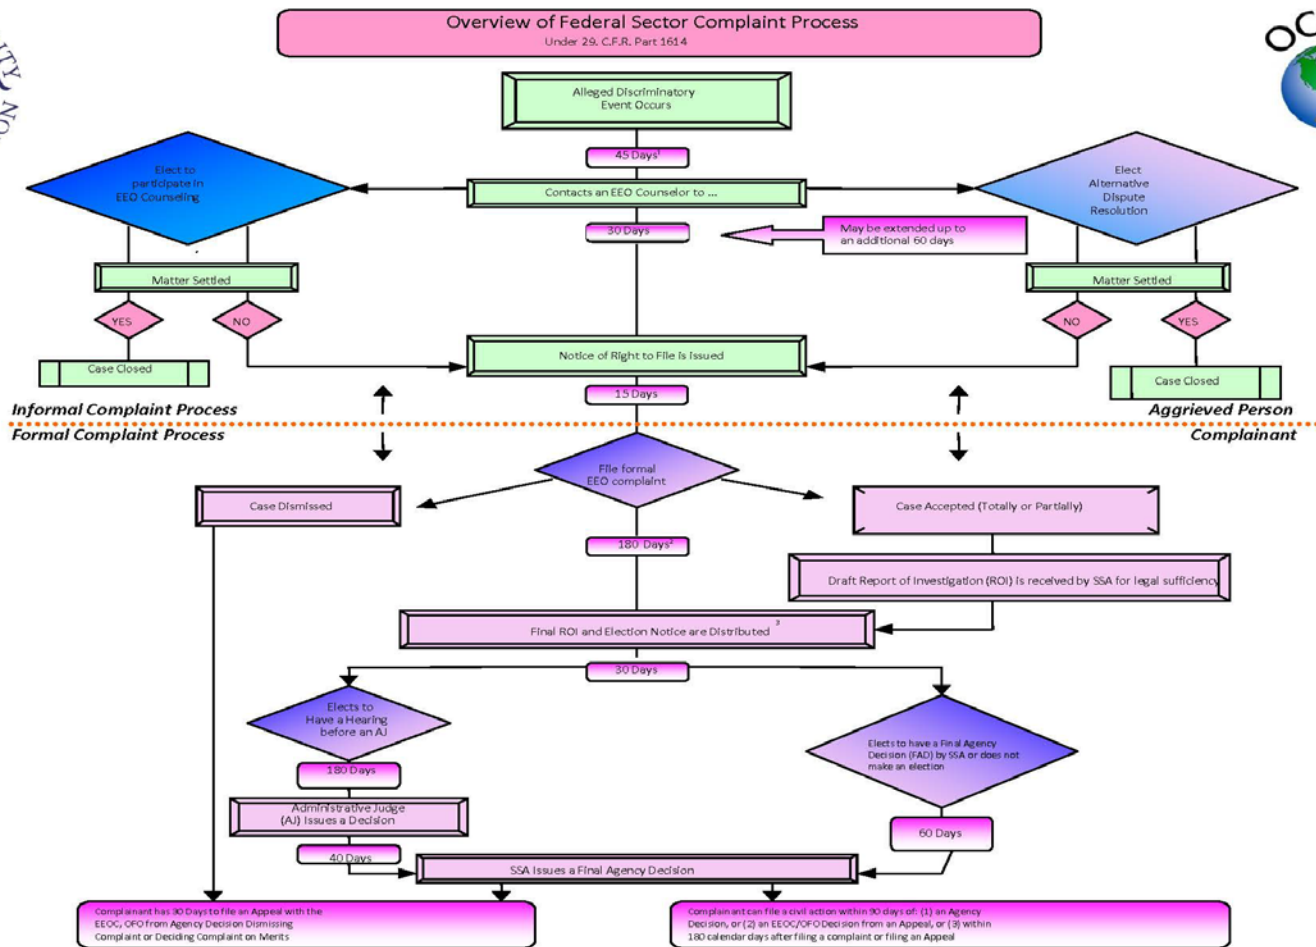 Overview of Federal Sector Complaint Process
Under 29. C.F.R. Part 1614
OC
ITY
ION
Alleged Discriminatory
Event Occurs
45 Days¹
Elect to
participate in
EEO Counseling
Contacts an EEO Counselor to ...
Elect
Alternative
Dispute
Resolution
30 Days
May be extended up to
an additional 60 days
Matter Settled
Matter Settled
YES
NO
NO
YES
Notice of Right to File is issued
Case Closed
Case Closed
15 Days
Informal Complaint Process
Aggrieved Person
Formal Complaint Process
Complainant
File formal
EEO complaint
Case Dismissed
Case Accepted (Totally or Partially)
180 Days²
Draft Report of Investigation (ROI) is received by SSA for legal sufficiency
Final ROI and Election Notice are Distributed ³
30 Days
Elects to
Have a Hearing
before an AJ
Elects to have a Final Agency
Decision (FAD) by SSA or does not
make an election
180 Days
Administrative Judge
(AJ) Issues a Decision
60 Days
40 Days
SSA Issues a Final Agency Decision
Complainant has 30 Days to file an Appeal with the
EEOC, OFO from Agency Decision Dismissing
Complaint or Deciding Complaint on Merits
Complainant can file a civil action within 90 days of: (1) an Agency
Decision, or (2) an EEOC/OFO Decision from an Appeal, or (3) within
180 calendar days after filing a complaint or filing an Appeal